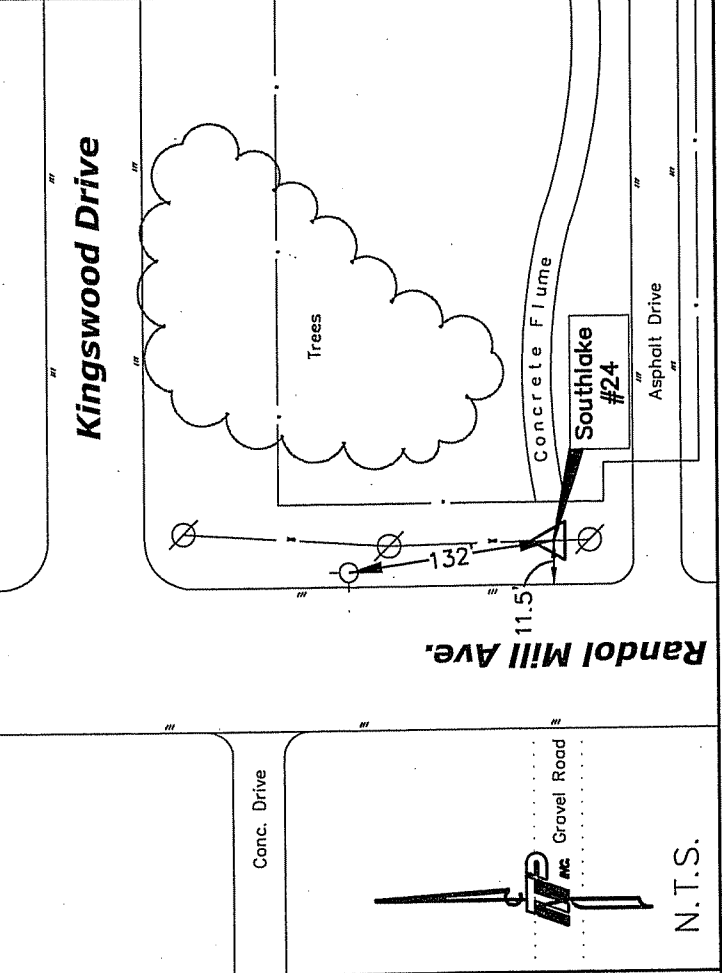 Kingswood Drive
Trees
Concrete Flume
Southlake
#24
Asphalt Drive
132'
11.5'
Randol Mill Ave.
Conc. Drive
Gravel Road
INC.
N.T.S.